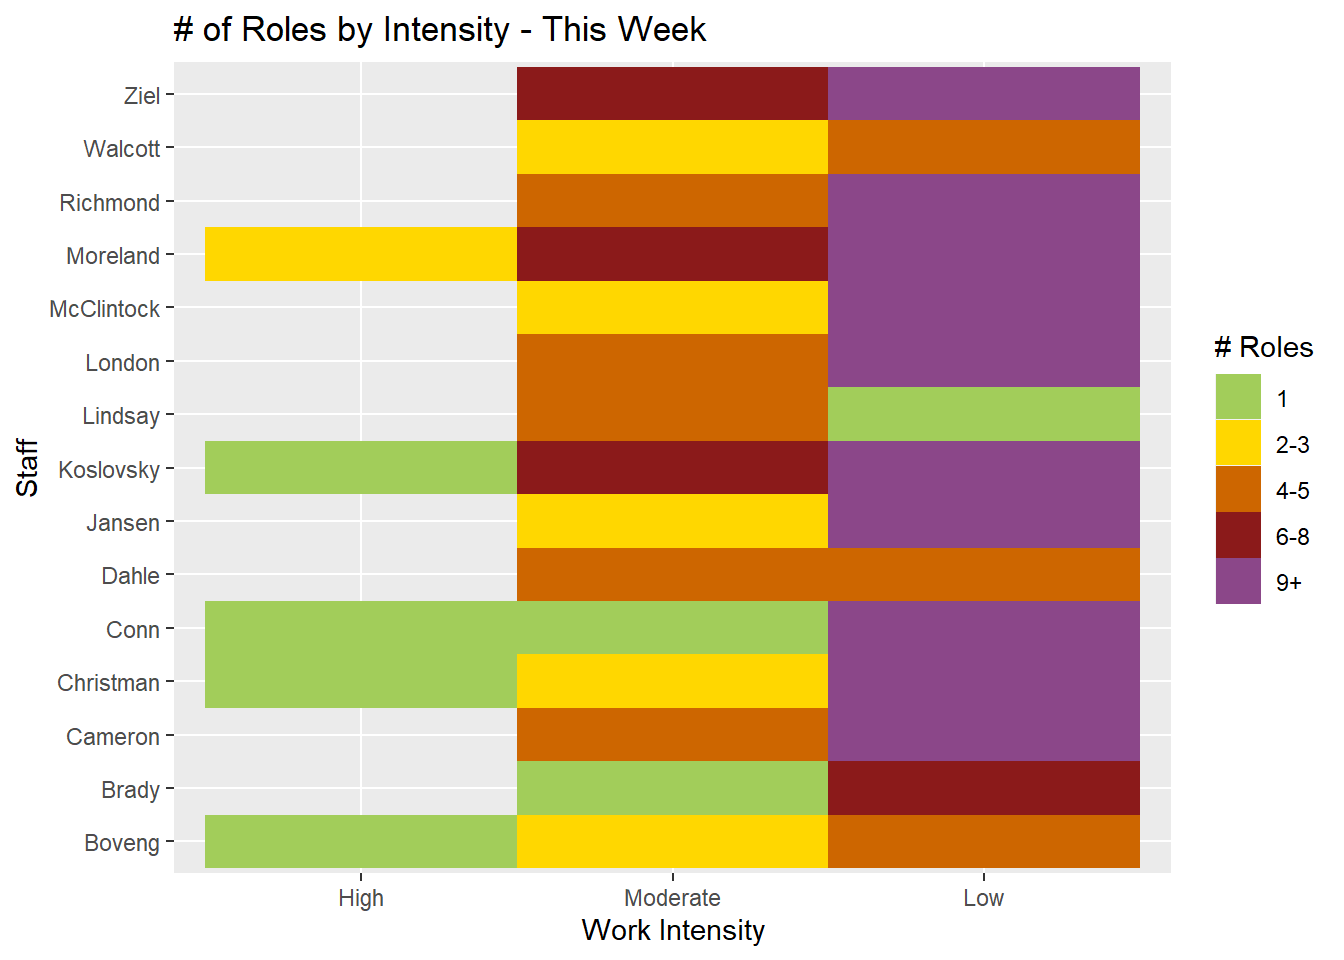 # of Roles by Intensity - This Week
Ziel
Walcott
Richmond
Moreland
McClintock
London
Lindsay
Koslovsky
Jansen
Dahle
Conn
Christman
Cameron
Brady
Boveng
Staff
High Moderate Low
Work Intensity
# Roles
1
2-3
4-5
6-8
9+